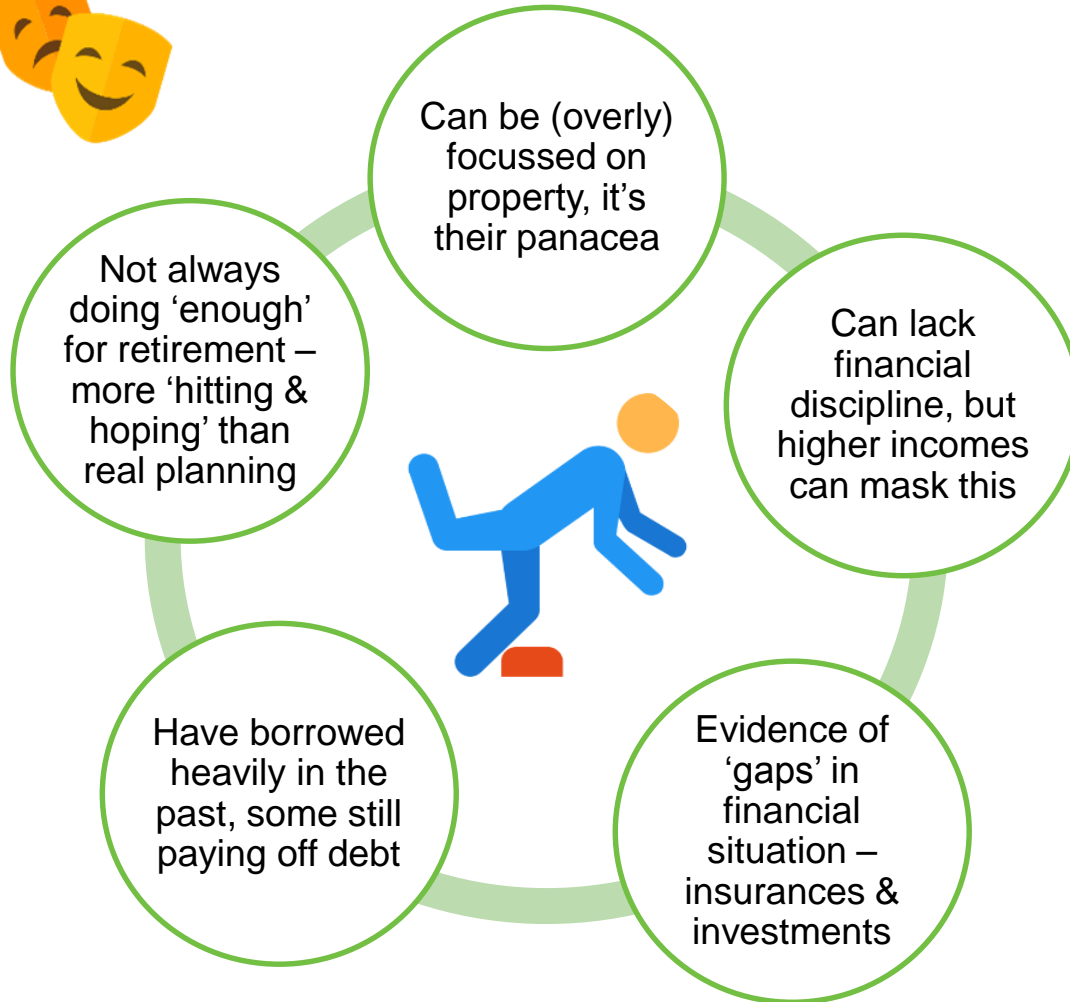 Can be (overly)
focussed on
property, it’s
their panacea
Can lack
financial
discipline, but
higher incomes
can mask this
Evidence of
‘gaps’ in
financial
situation –
insurances &
investments
Have borrowed
heavily in the
past, some still
paying off debt
Not always
doing ‘enough’
for retirement –
more ‘hitting &
hoping’ than
real planning